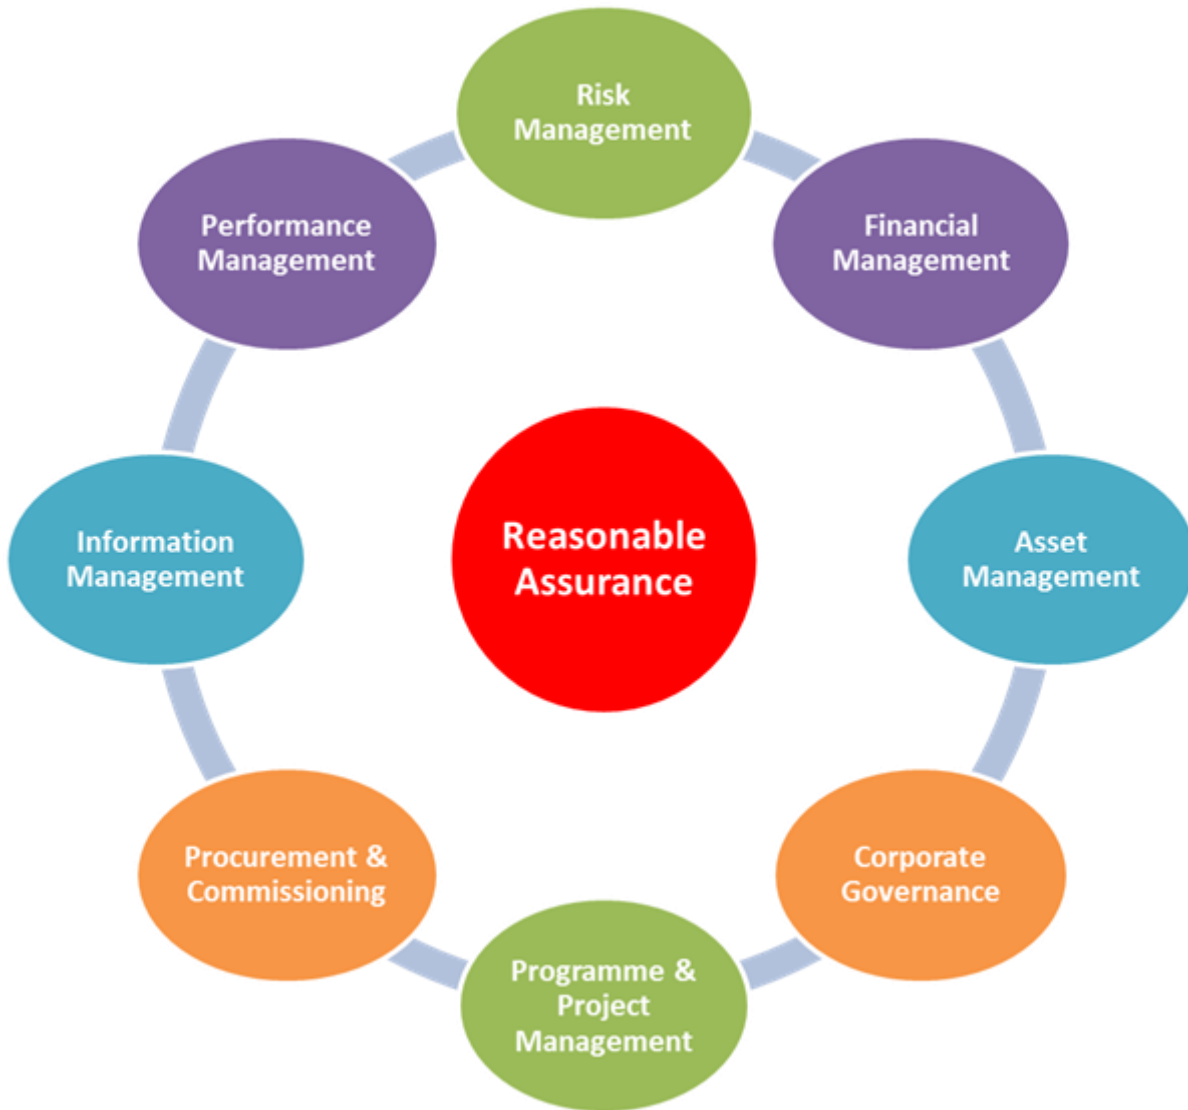 Risk
Management
Performance
Management
Financial
Management
Reasonable
Assurance
Information
Management
Asset
Management
Procurement &
Commissioning
Corporate
Governance
Programme &
Project
Management